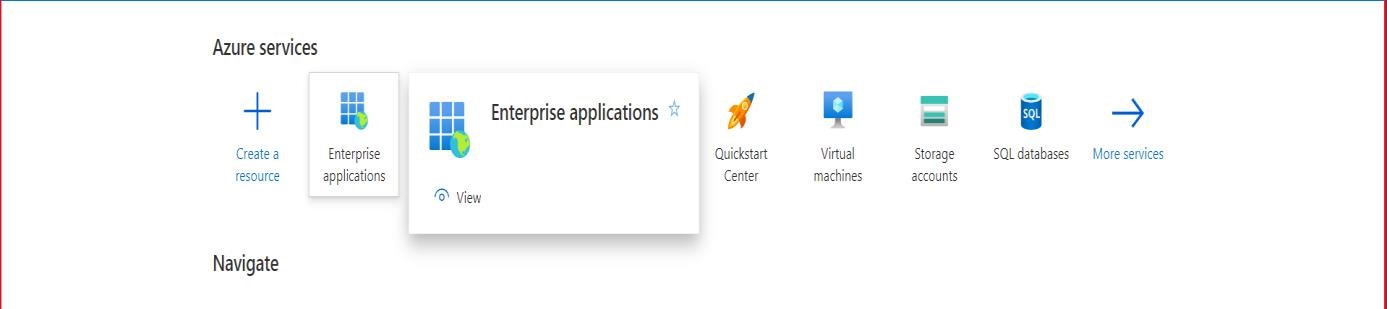 Azure services
Create a
resource
Enterprise
applications
Enterprise applications
View
Quickstart
Center
Virtual
machines
Storage
accounts
SQL
SQL databases
More services
Navigate